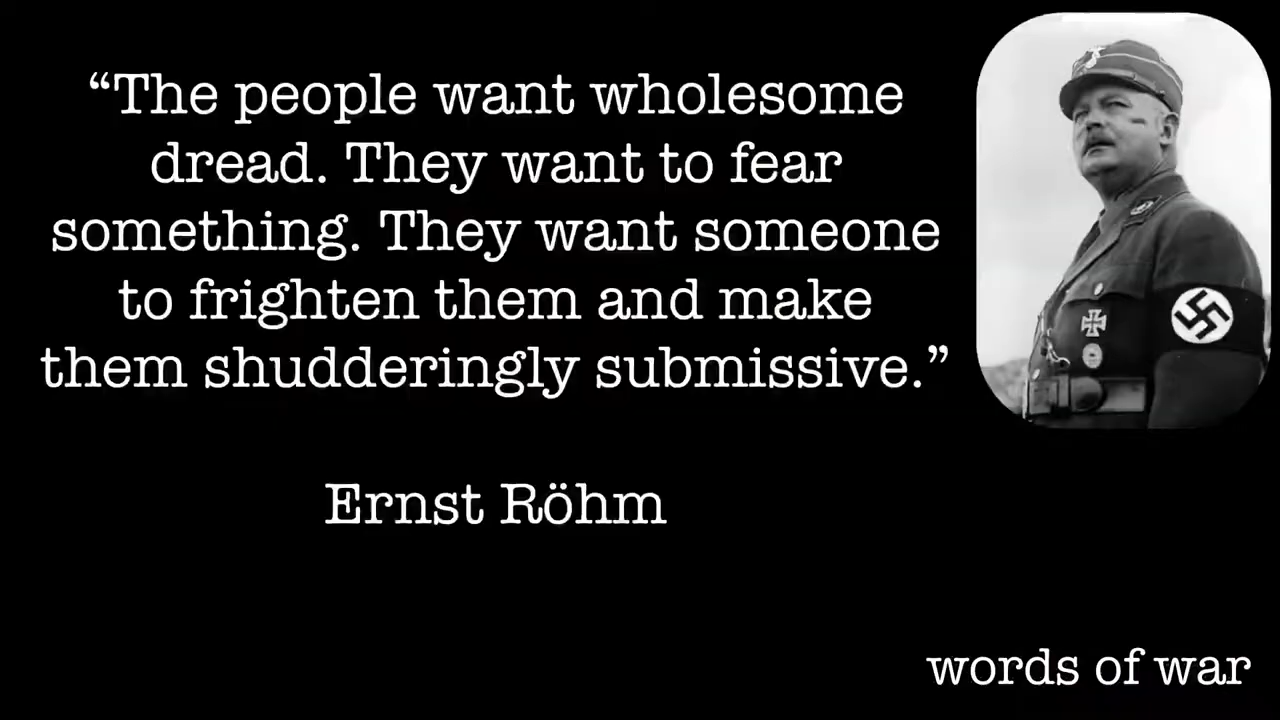 “The people want wholesome
dread. They want to fear
something. They want someone
to frighten them and make
them shudderingly submissive.”
Ernst Röhm
words of war